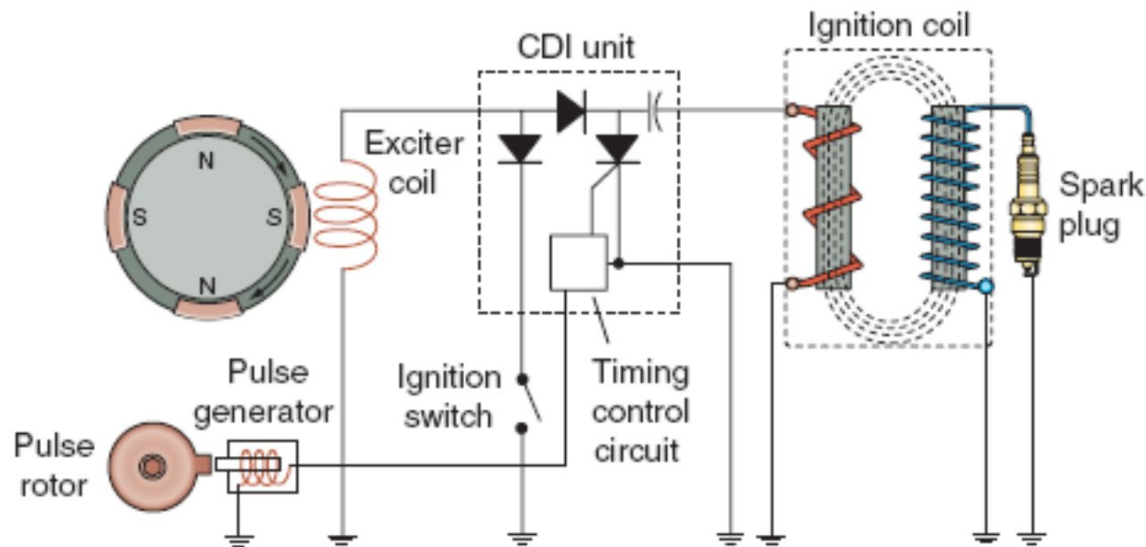 Ignition coil
CDI unit
Exciter
coil
N
S
S
N
Spark
plug
Pulse
generator
Ignition
switch
Timing
control
circuit
Pulse
rotor